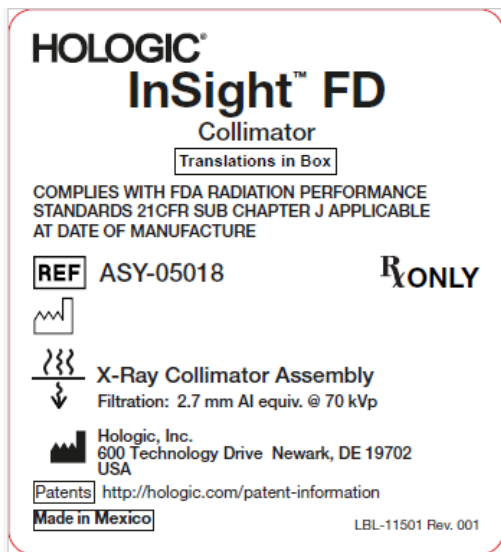 HOLOGIC®
InSight™ FD
Collimator
Translations in Box
COMPLIES WITH FDA RADIATION PERFORMANCE
STANDARDS 21CFR SUB CHAPTER J APPLICABLE
AT DATE OF MANUFACTURE
REF ASY-05018
Rx ONLY
X-Ray Collimator Assembly
Filtration: 2.7 mm Al equiv. @ 70 kVp
Hologic, Inc.
600 Technology Drive Newark, DE 19702
USA
Patents http://hologic.com/patent-information
Made in Mexico
LBL-11501 Rev. 001